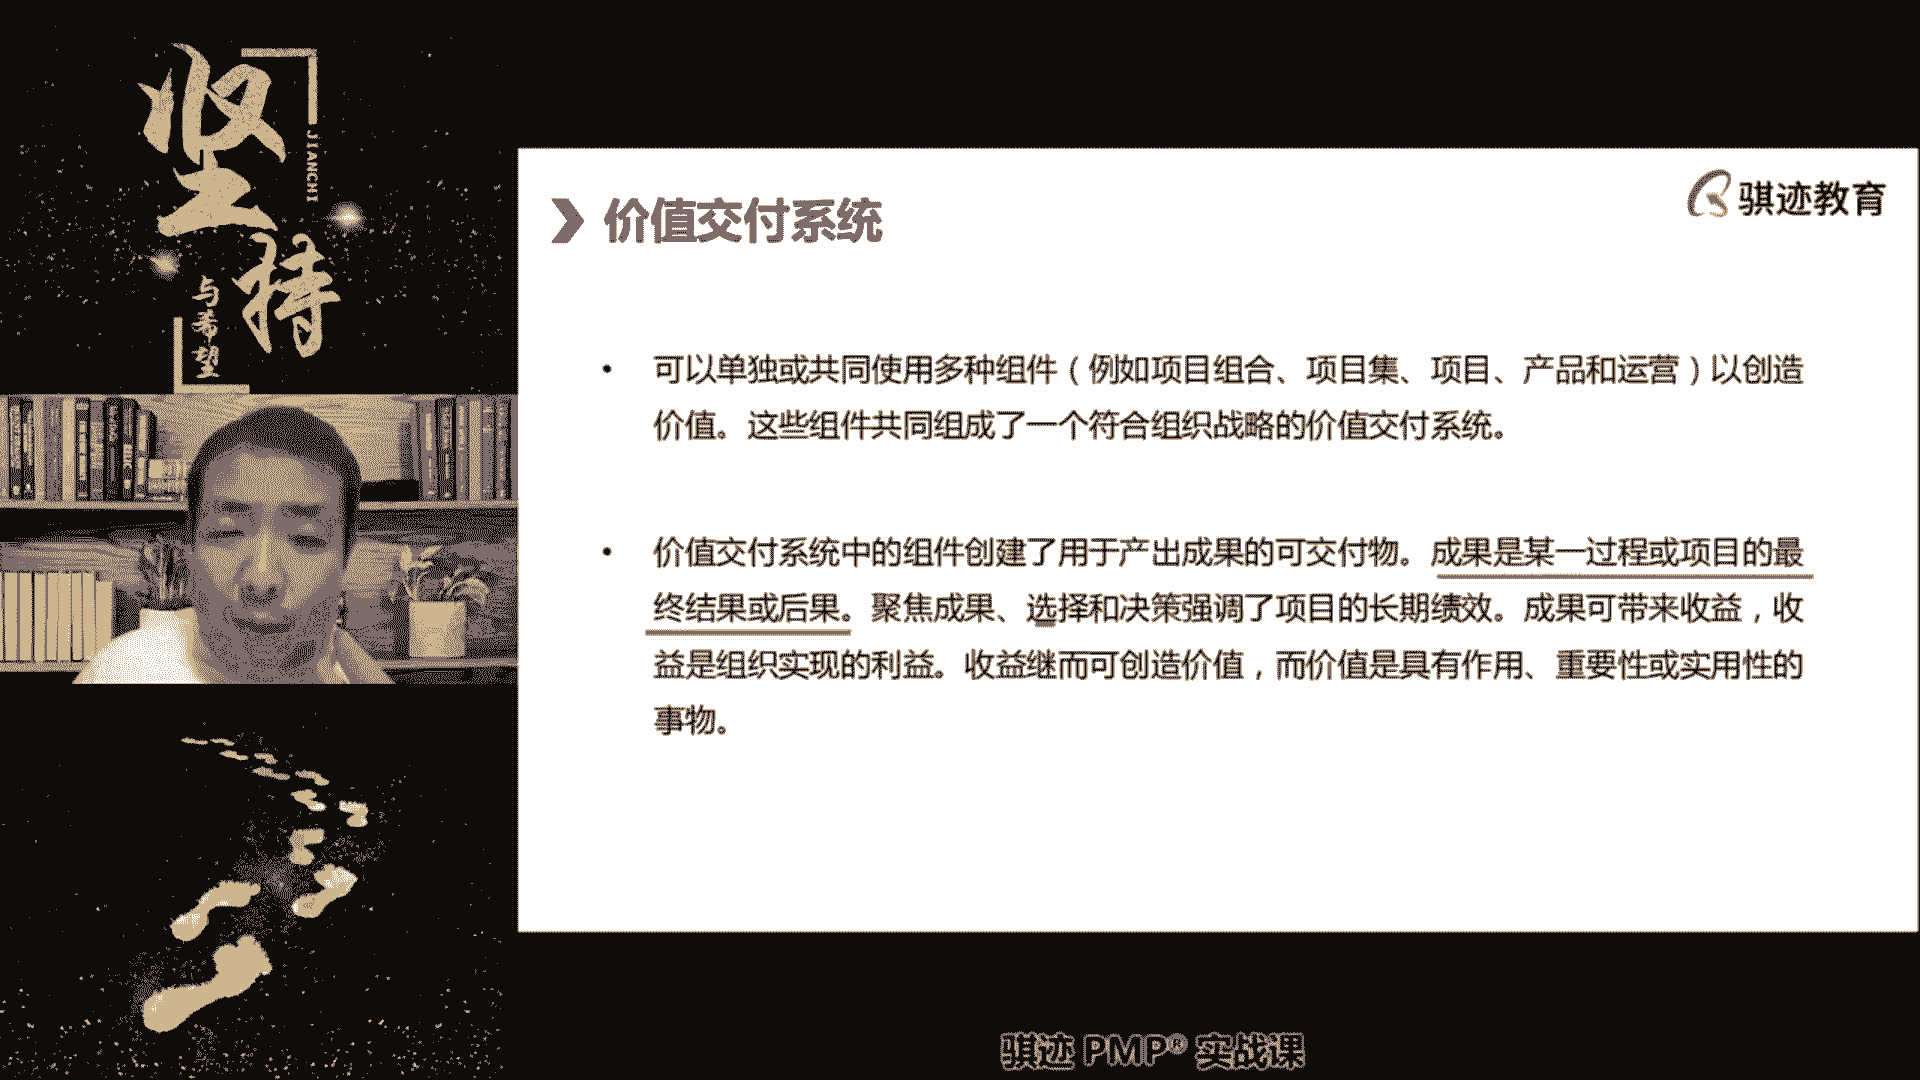 坚持
JIANCHI
与希望
骐迹教育
价值交付系统
• 可以单独或共同使用多种组件（例如项目组合、项目集、项目、产品和运营）以创造
价值。这些组件共同组成了一个符合组织战略的价值交付系统。
• 价值交付系统中的组件创建了用于产出成果的可交付物。成果是某一过程或项目的最
终结果或后果。聚焦成果、选择和决策强调了项目的长期绩效。成果可带来收益，收
益是组织实现的利益。收益继而可创造价值，而价值是具有作用、重要性或实用性的
事物。
骐迹 PMP® 实战课